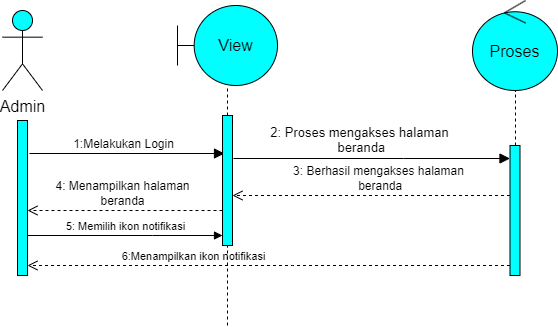 View
Proses
Admin
1:Melakukan Login
2: Proses mengakses halaman
beranda
3: Berhasil mengakses halaman
beranda
4: Menampilkan halaman
beranda
5: Memilih ikon notifikasi
6:Menampilkan ikon notifikasi